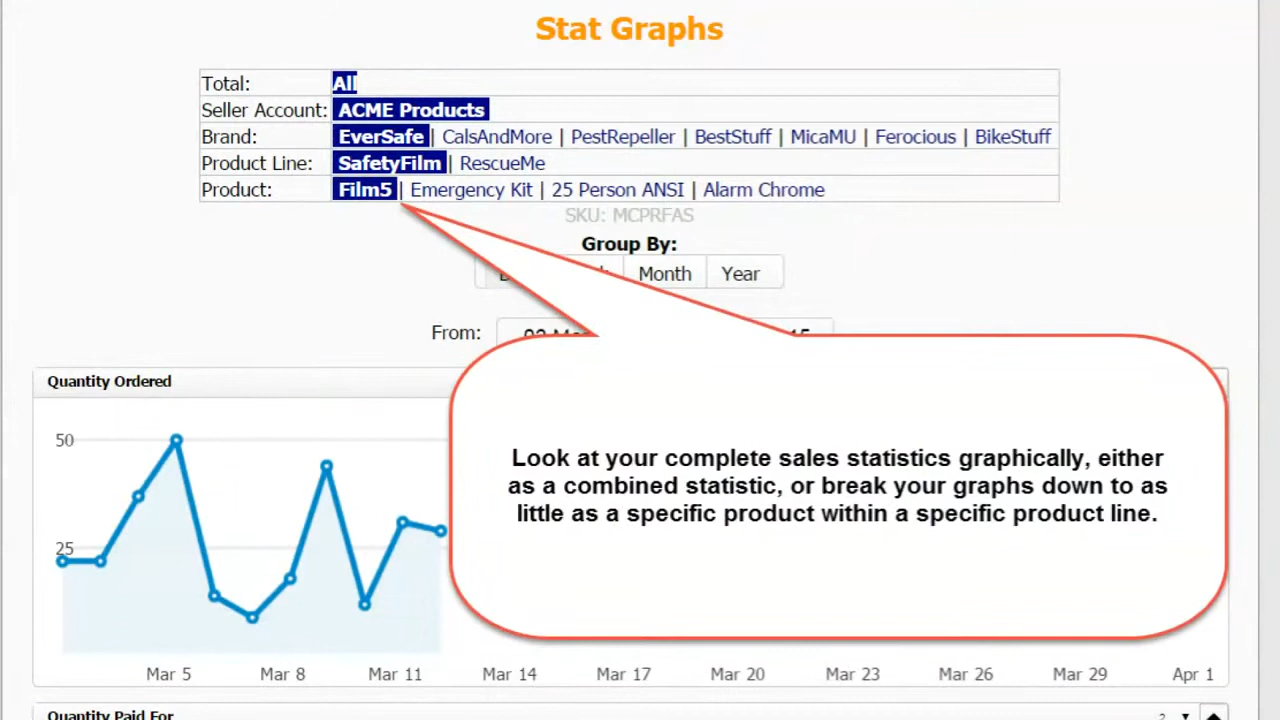 Stat Graphs
Total: All
Seller Account: ACME Products
Brand: EverSafe | CalsAndMore | PestRepeller | BestStuff | MicaMU | Ferocious | BikeStuff
Product Line: SafetyFilm | RescueMe
Product: Film5 | Emergency Kit | 25 Person ANSI | Alarm Chrome
SKU: MCPRFAS
Group By:
Month Year
From:
Quantity Ordered
Look at your complete sales statistics graphically, either
as a combined statistic, or break your graphs down to as
little as a specific product within a specific product line.
50
25
Mar 5 Mar 8 Mar 11 Mar 14 Mar 17 Mar 20 Mar 23 Mar 26 Mar 29 Apr 1
Quantity Paid For